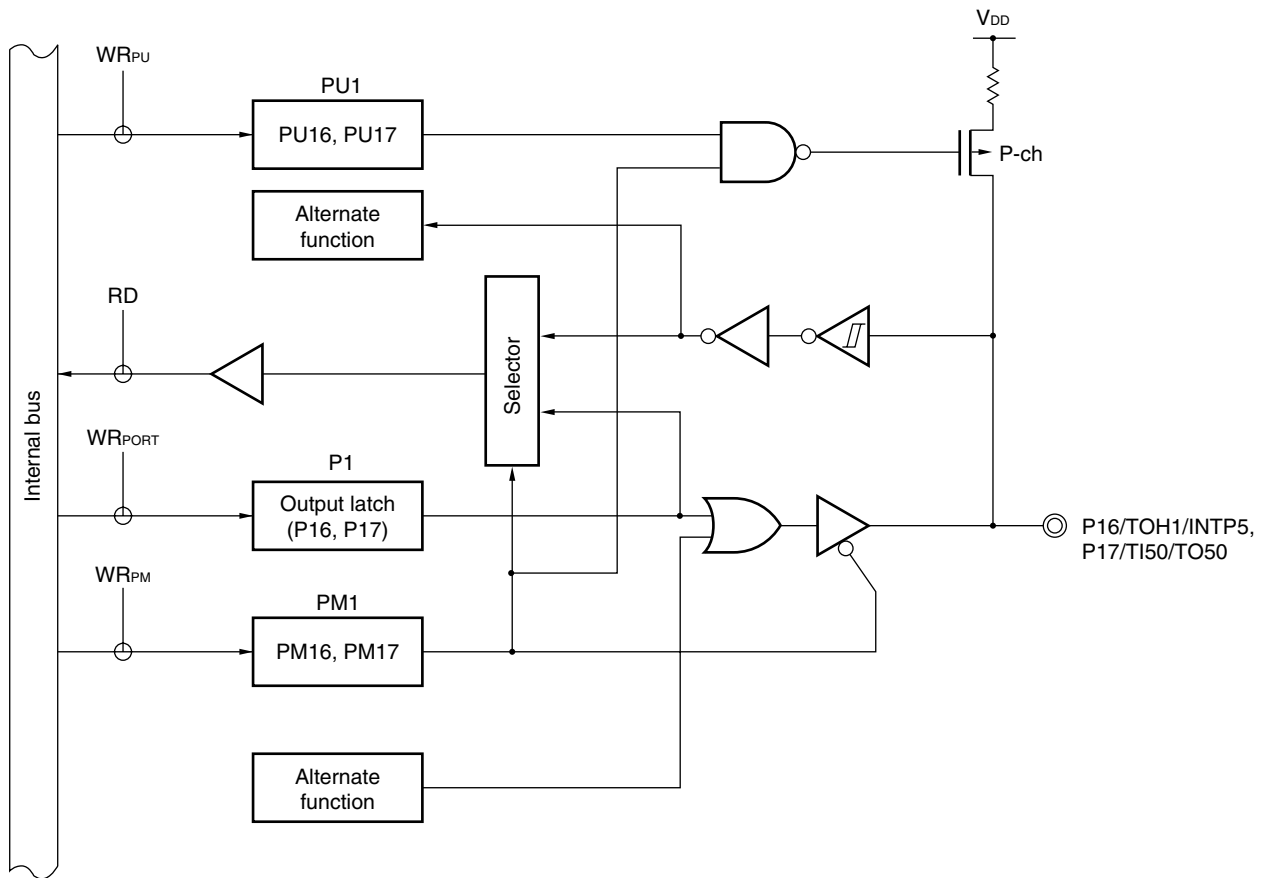 VDD
WRPU
PU1
PU16, PU17
P-ch
Alternate
function
RD
Selector
Internal bus
WRPORT
P1
Output latch
(P16, P17)
P16/TOH1/INTP5,
P17/TI50/TO50
WRPM
PM1
PM16, PM17
Alternate
function